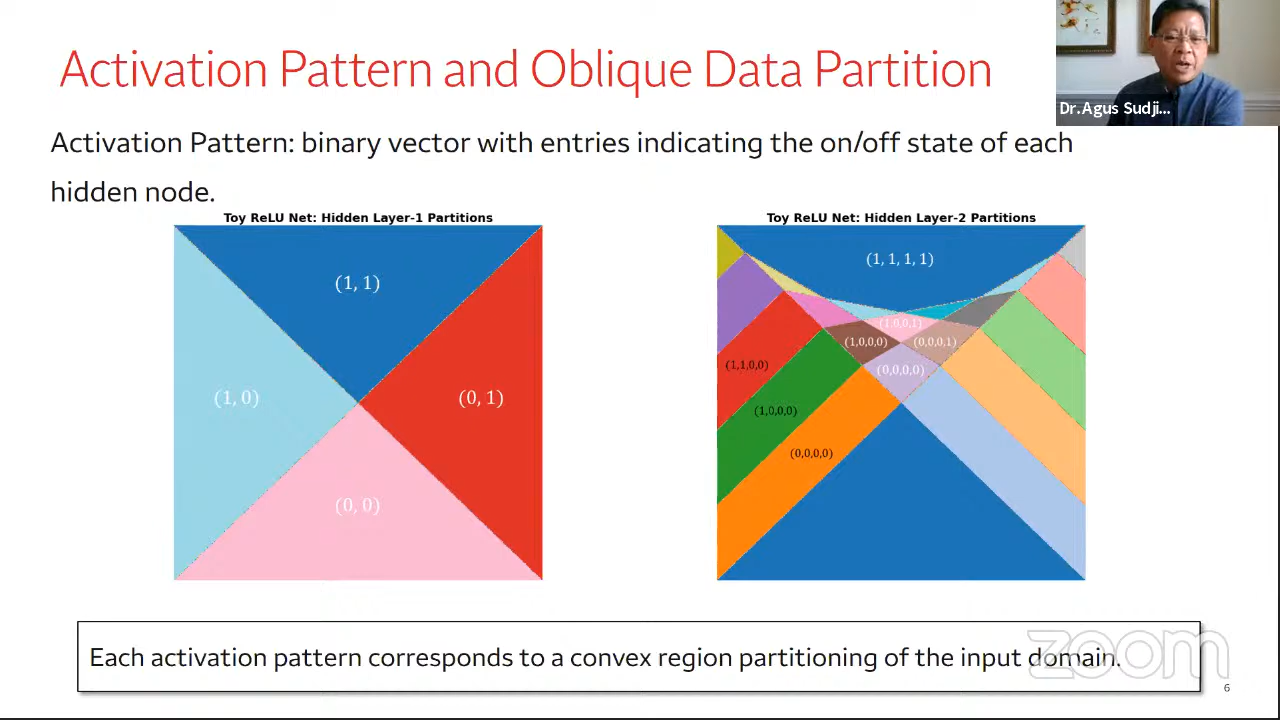 Activation Pattern and Oblique Data Partition
Dr.Agus Sudji...
Activation Pattern: binary vector with entries indicating the on/off state of each
hidden node.
Toy ReLU Net: Hidden Layer-1 Partitions
(1, 1)
(1, 0)
(0, 1)
(0, 0)
Toy ReLU Net: Hidden Layer-2 Partitions
(1, 1, 1, 1)
(1,0,0,1)
(1,0,0,0)
(0,0,0,1)
(1,1,0,0)
(0,0,0,0)
(1,0,0,0)
(0,0,0,0)
Each activation pattern corresponds to a convex region partitioning of the input domain.
zoom
6